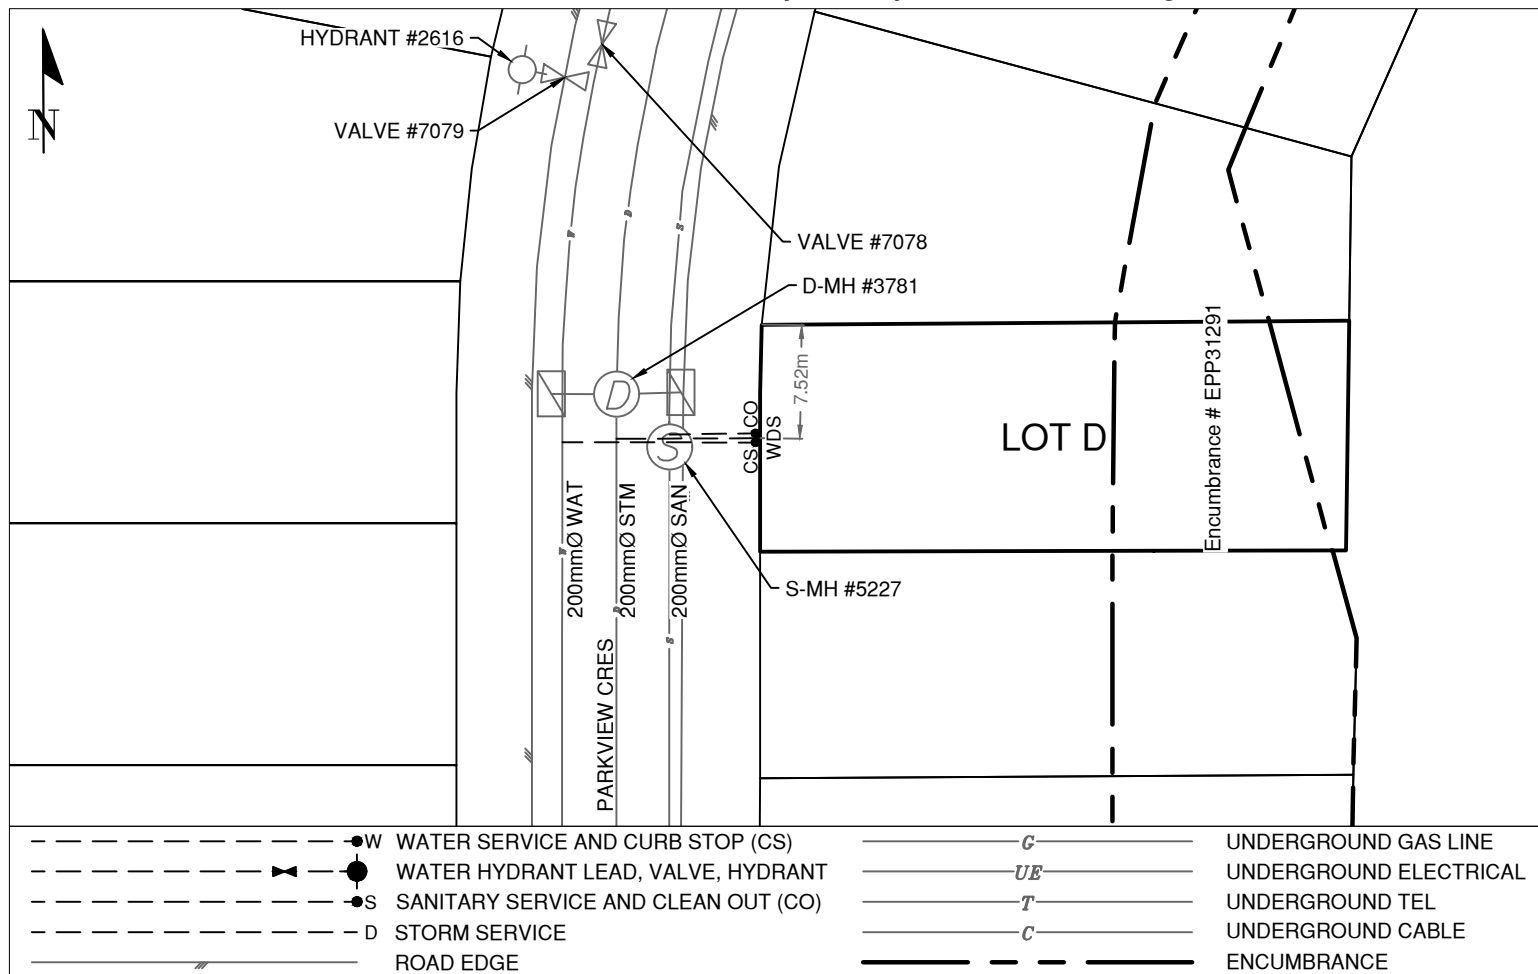 HYDRANT #2616
N
VALVE #7079
VALVE #7078
D-MH #3781
Encumbrance # EPP31291
7.52m
D
CO
WDS
CS
S
LOT D
200mmØ WAT
200mmØ STM
200mmØ SAN
S-MH #5227
PARKVIEW CRES
W WATER SERVICE AND CURB STOP (CS)
WATER HYDRANT LEAD, VALVE, HYDRANT
S SANITARY SERVICE AND CLEAN OUT (CO)
D STORM SERVICE
ROAD EDGE
G UNDERGROUND GAS LINE
UE UNDERGROUND ELECTRICAL
T UNDERGROUND TEL
C UNDERGROUND CABLE
ENCUMBRANCE